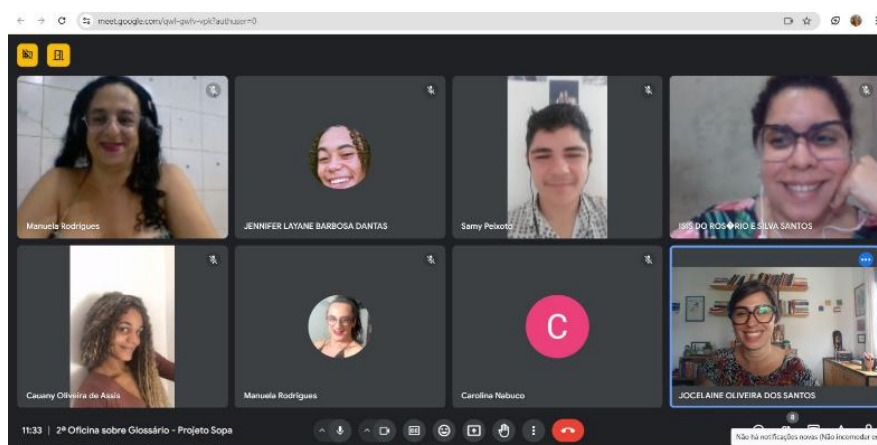 meet.google.com/qwf-gwfv-vpk?authuser=0
Manuela Rodrigues
JENNIFER LAYANE BARBOSA DANTAS
Samy Peixoto
ISIS DO ROS�RIO E SILVA SANTOS
Cauany Oliveira de Assis
Manuela Rodrigues
C
Carolina Nabuco
JOCELAINE OLIVEIRA DOS SANTOS
8
11:33 | 2ª Oficina sobre Glossário - Projeto Sopa
Não há notificações novas (Não incomodar